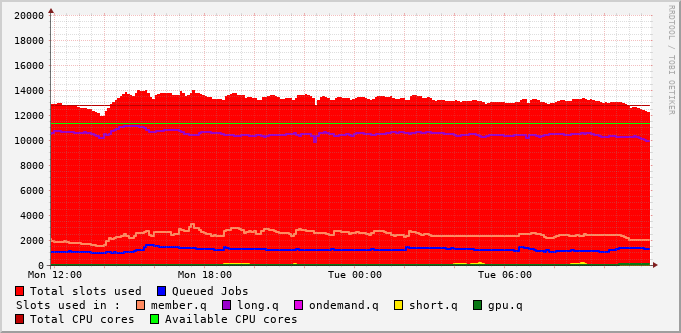 RRDTOOL / TOBI OETIKER
20000
18000
16000
14000
12000
10000
8000
6000
4000
2000
0
Mon 12:00 Mon 18:00 Tue 00:00 Tue 06:00
Total slots used Queued Jobs
Slots used in : member.q long.q ondemand.q short.q gpu.q
Total CPU cores Available CPU cores